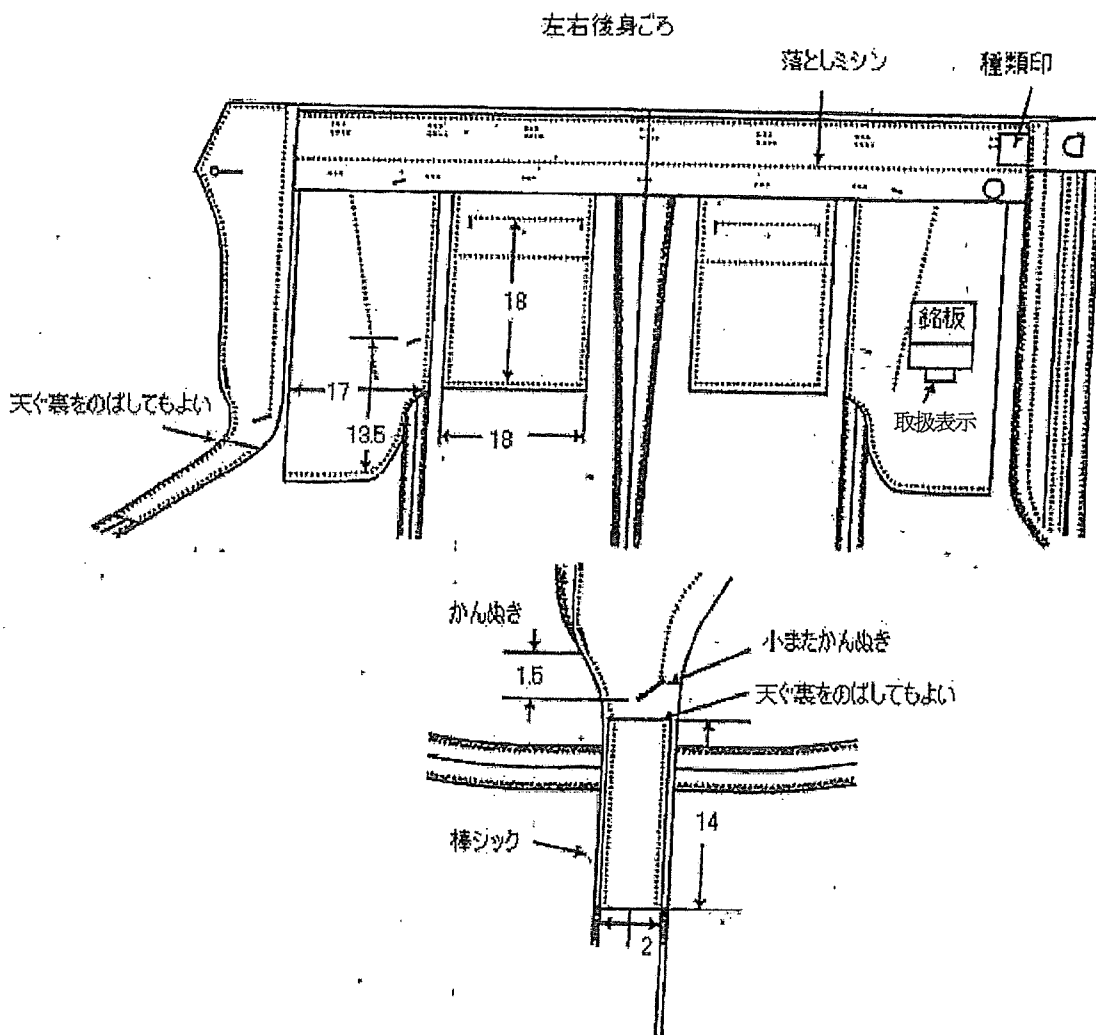 左右後身ごろ
落としミシン
種類印
18
銘板
17
天ぐ裏をのばしてもよい
13.5
18
取扱表示
かんぬき
小またかんぬき
1.5
天ぐ裏をのばしてもよい
14
棒シック
2